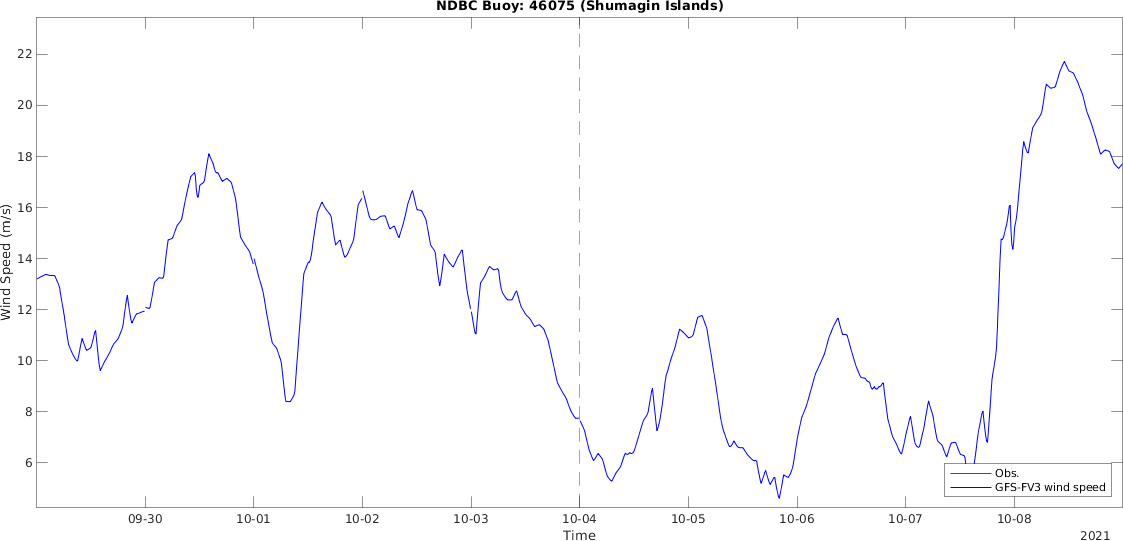 NDBC Buoy: 46075 (Shumagin Islands)
Wind Speed (m/s)
22
20
18
16
14
12
10
8
6
Obs.
GFS-FV3 wind speed
09-30 10-01 10-02 10-03 10-04 10-05 10-06 10-07 10-08
Time
2021